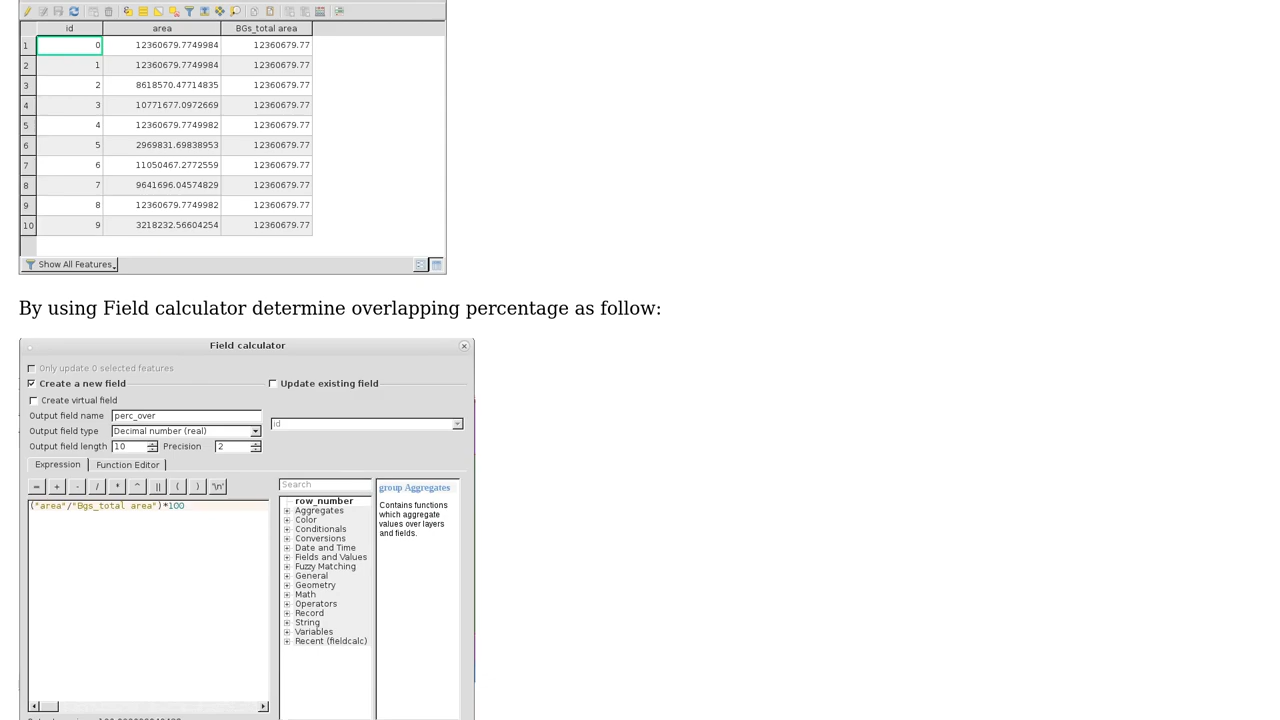 id area BGs_total area
1 0 12360679.7749984 12360679.77
2 1 12360679.7749984 12360679.77
3 2 8618570.47714835 12360679.77
4 3 10771677.0972669 12360679.77
5 4 12360679.7749982 12360679.77
6 5 2969831.69838953 12360679.77
7 6 11050467.2772559 12360679.77
8 7 9641696.04574829 12360679.77
9 8 12360679.7749982 12360679.77
10 9 3218232.56604254 12360679.77
Show All Features
By using Field calculator determine overlapping percentage as follow:
Field calculator
Only update 0 selected features
Create a new field
Update existing field
Create virtual field
Output field name perc_over
id
Output field type Decimal number (real)
Output field length 10 Precision 2
Expression Function Editor
= + - / * ^ || ( ) '\n'
("area"/"Bgs_total area")*100
Search
row_number
Aggregates
Color
Conditionals
Conversions
Date and Time
Fields and Values
Fuzzy Matching
General
Geometry
Math
Operators
Record
String
Variables
Recent (fieldcalc)
group Aggregates
Contains functions
which aggregate
values over layers
and fields.